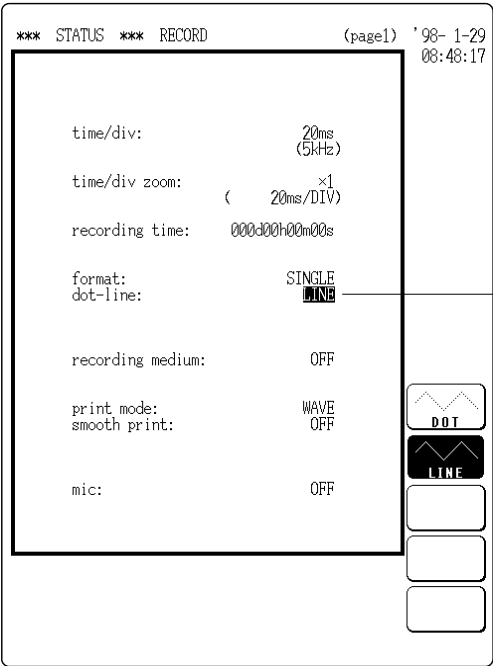 *** STATUS *** RECORD (page1) '98- 1-29
08:48:17
time/div: 20ms
(5kHz)
time/div zoom: ×1
( 20ms/DIV)
recording time: 000d00h00m00s
format: SINGLE
dot-line: LINE
recording medium: OFF
print mode: WAVE
smooth print: OFF
mic: OFF
DOT
LINE